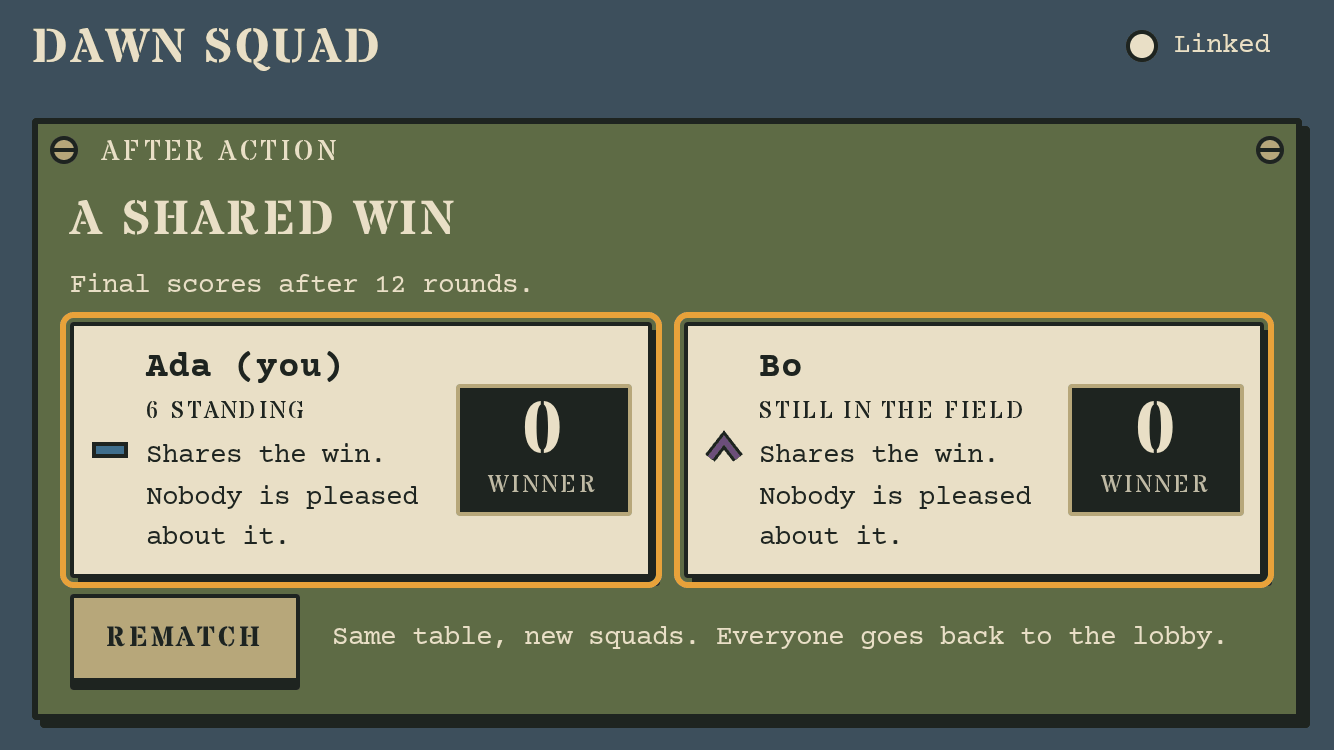 DAWN SQUAD
Linked
AFTER ACTION
A SHARED WIN
Final scores after 12 rounds.
Ada (you)
6 STANDING
Shares the win.
Nobody is pleased
about it.
0
WINNER
Bo
STILL IN THE FIELD
Shares the win.
Nobody is pleased
about it.
0
WINNER
REMATCH
Same table, new squads. Everyone goes back to the lobby.